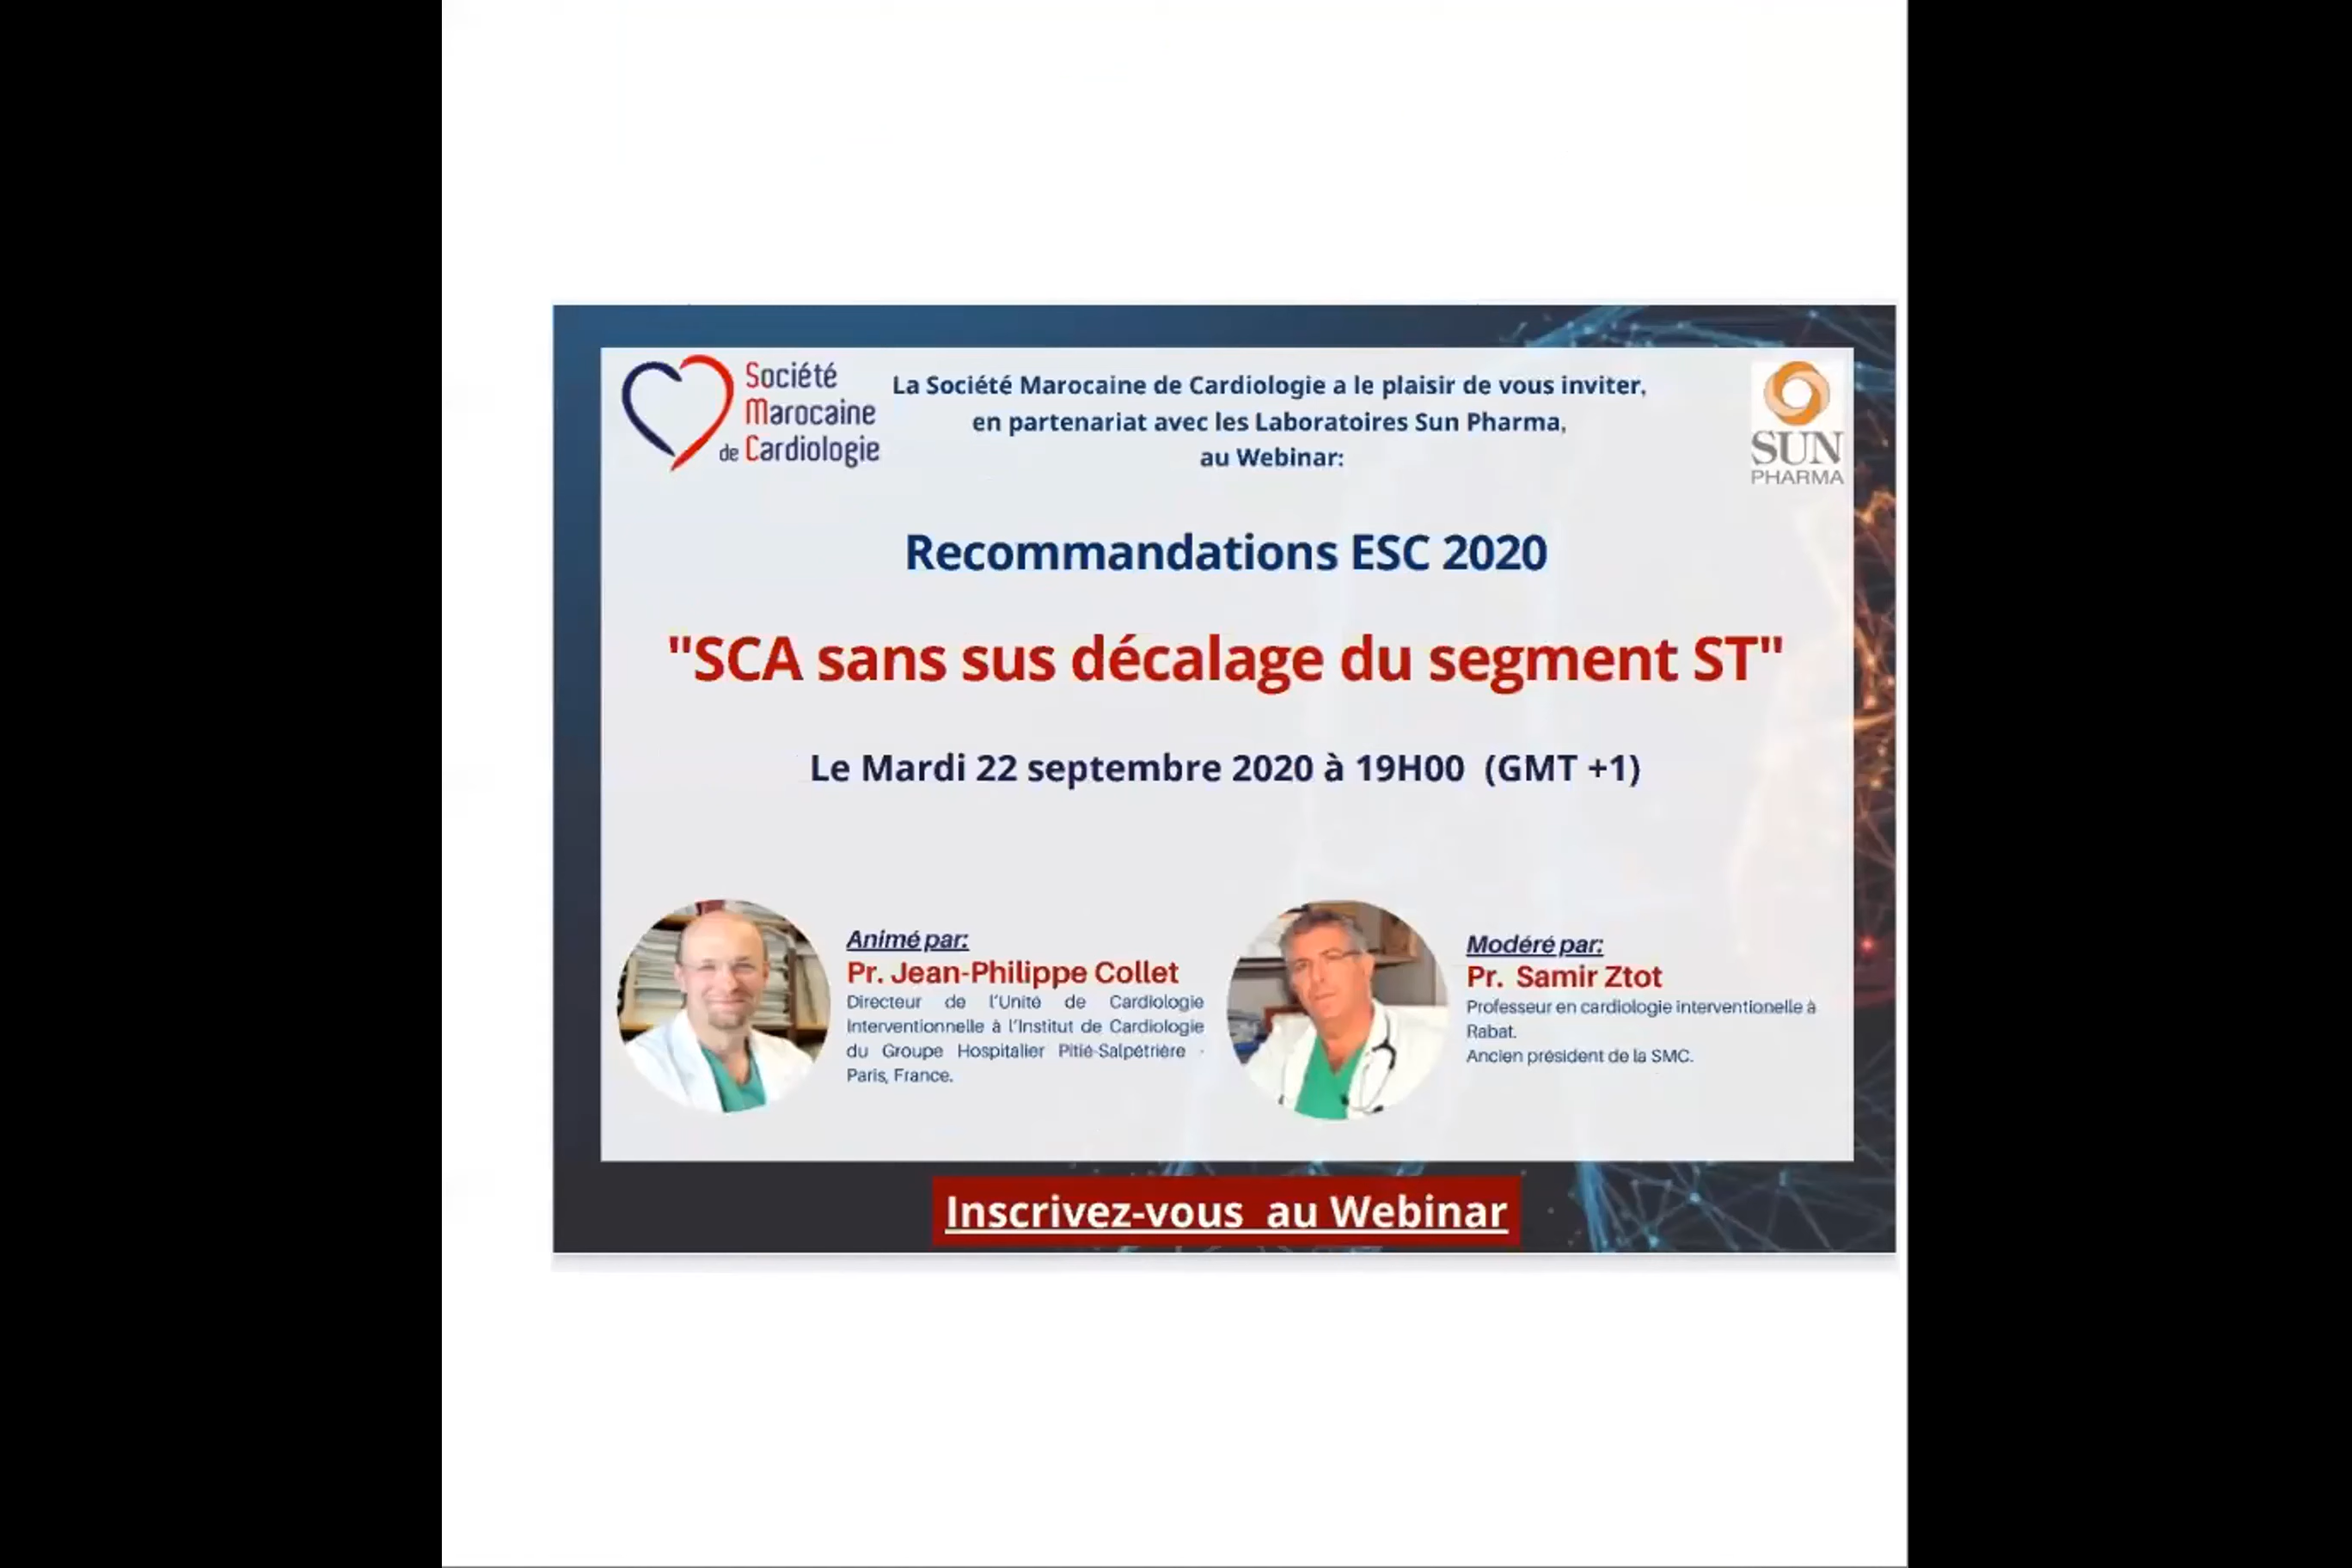 Société
Marocaine
de Cardiologie
La Société Marocaine de Cardiologie a le plaisir de vous inviter,
en partenariat avec les Laboratoires Sun Pharma,
au Webinar:
SUN
PHARMA
Recommandations ESC 2020
"SCA sans sus décalage du segment ST"
Le Mardi 22 septembre 2020 à 19H00 (GMT +1)
Animé par:
Pr. Jean-Philippe Collet
Directeur de l'Unité de Cardiologie
Interventionnelle à l'Institut de Cardiologie
du Groupe Hospitalier Pitié-Salpétrière -
Paris, France.
Modéré par:
Pr. Samir Ztot
Professeur en cardiologie interventionelle à
Rabat.
Ancien président de la SMC.
Inscrivez-vous au Webinar